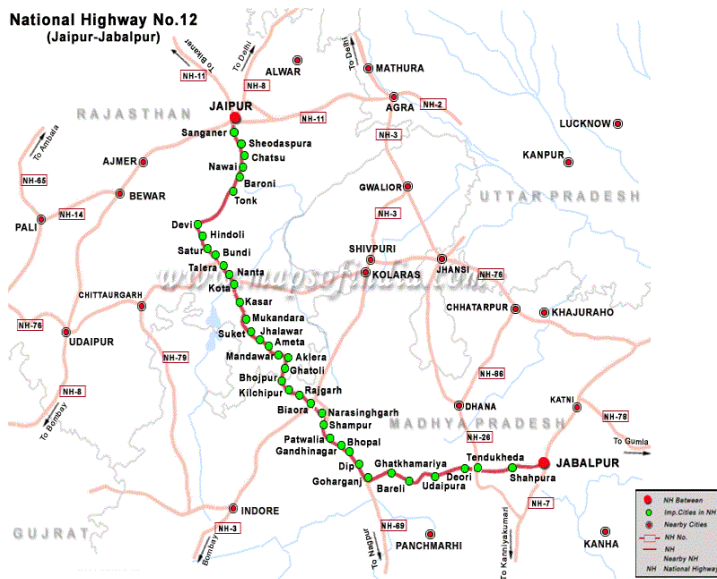 National Highway No.12
(Jaipur-Jabalpur)
To Bikaner
To Delhi
To Delhi
NH-11
NH-8
ALWAR
MATHURA
RAJASTHAN
JAIPUR
AGRA
NH-2
NH-11
Sanganer
NH-3
LUCKNOW
To Ambala
Sheodaspura
Chatsu
AJMER
Nawai
KANPUR
NH-65
Baroni
BEWAR
Tonk
GWALIOR
UTTAR PRADESH
NH-14
PALI
NH-3
Devi
Hindoli
Satur
Bundi
SHIVPURI
Talera
Nanta
KOLARAS
JHANSI
NH-76
www.mapsofindia.com
Kota
CHITTAURGARH
Kasar
CHHATARPUR
KHAJURAHO
NH-76
Mukandara
UDAIPUR
Suket
Jhalawar
Ameta
NH-79
Mandawar
Aklera
Ghatoli
NH-86
Bhojpur
NH-8
Kilchipur
Rajgarh
KATNI
Biaora
Narasinghgarh
DHANA
NH-78
To Bombay
Shampur
MADHYA PRADESH
Patwalia
Bhopal
NH-26
To Gumla
Gandhinagar
Tendukheda
Dip
Ghatkhamariya
JABALPUR
Goharganj
Deori
Shahpura
Bareli
Udaipura
NH-7
INDORE
NH-69
GUJRAT
NH-3
PANCHMARHI
KANHA
Bombay
To Nagpur
To Kanniyakumari
NH Between
Imp.Cities in NH
Nearby Cities
NH No.
NH
Nearby NH
NH National Highway